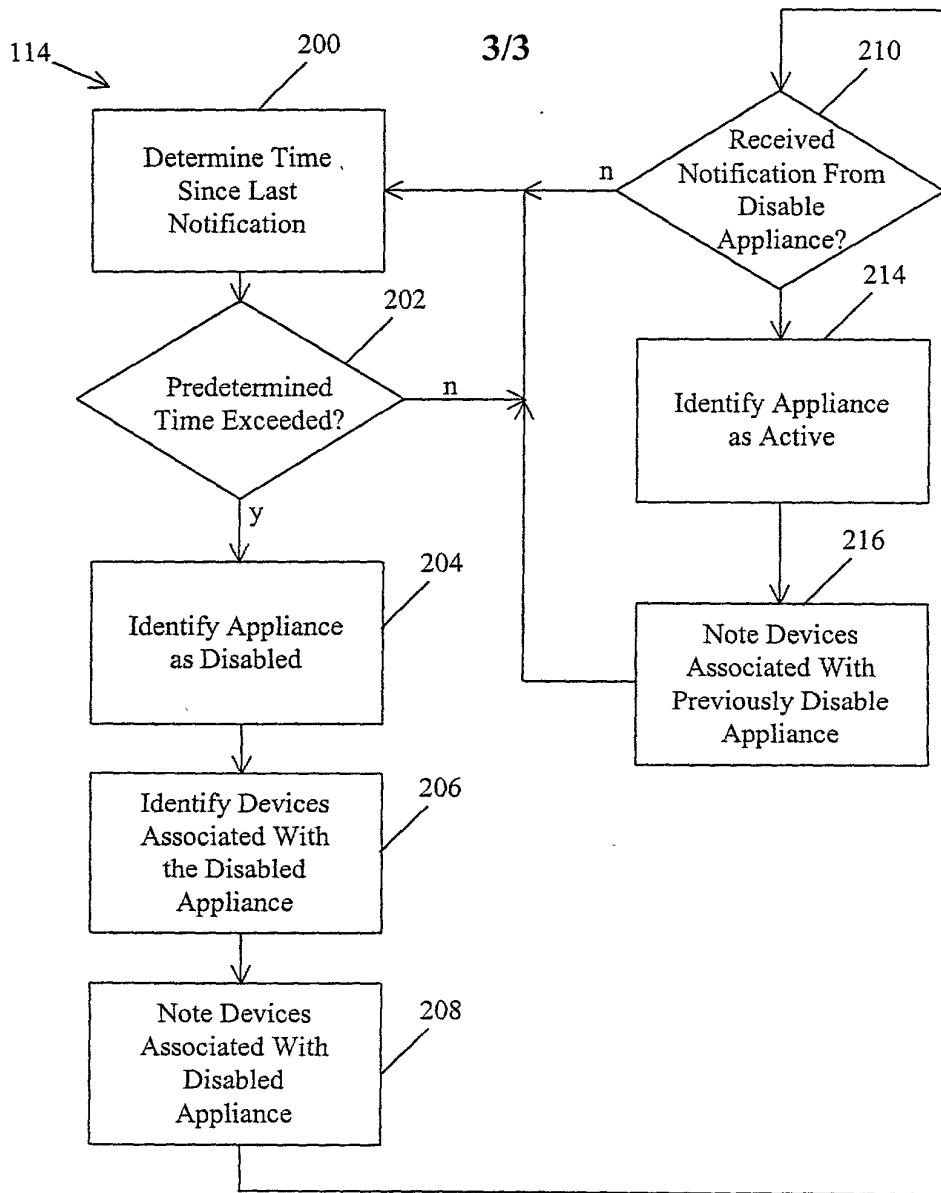 114
200
3/3
210
Determine Time
Since Last
Notification
n
Received
Notification From
Disable
Appliance?
202
214
Predetermined
Time Exceeded?
n
Identify Appliance
as Active
y
204
216
Identify Appliance
as Disabled
Note Devices
Associated With
Previously Disable
Appliance
206
Identify Devices
Associated With
the Disabled
Appliance
208
Note Devices
Associated With
Disabled
Appliance